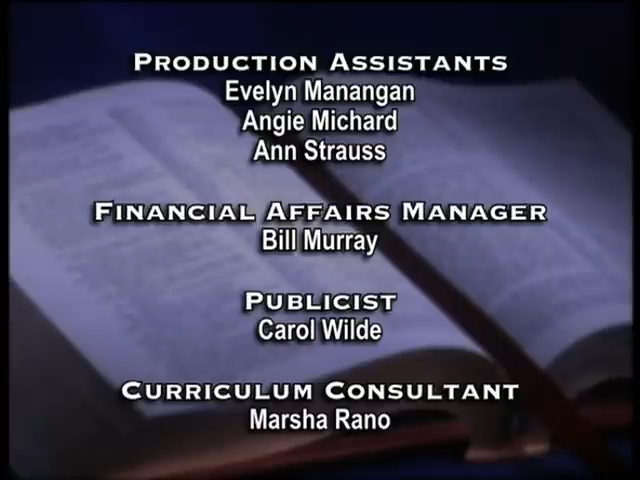 PRODUCTION ASSISTANTS
Evelyn Manangan
Angie Michard
Ann Strauss
FINANCIAL AFFAIRS MANAGER
Bill Murray
PUBLICIST
Carol Wilde
CURRICULUM CONSULTANT
Marsha Rano